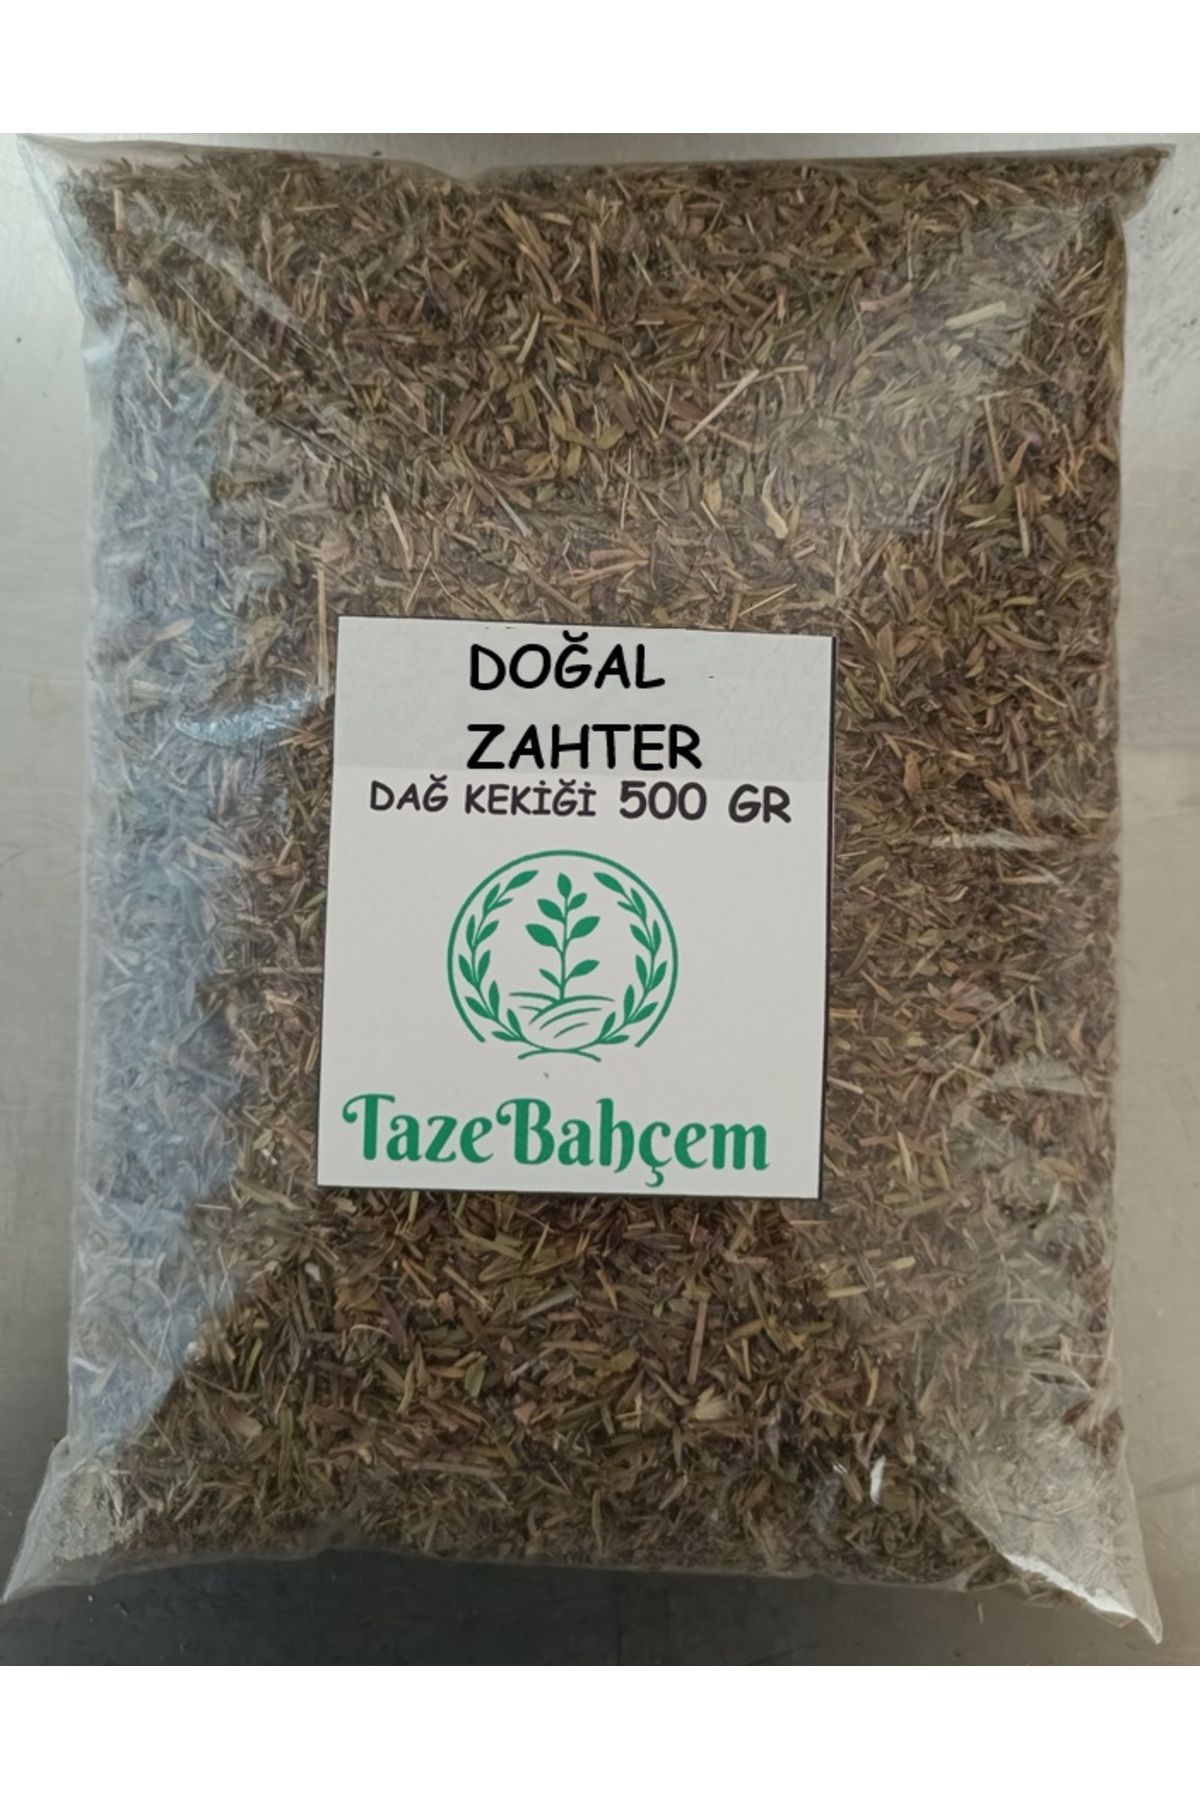 DOĞAL
ZAHTER
DAĞ KEKİĞİ 500 GR
TazeBahçem